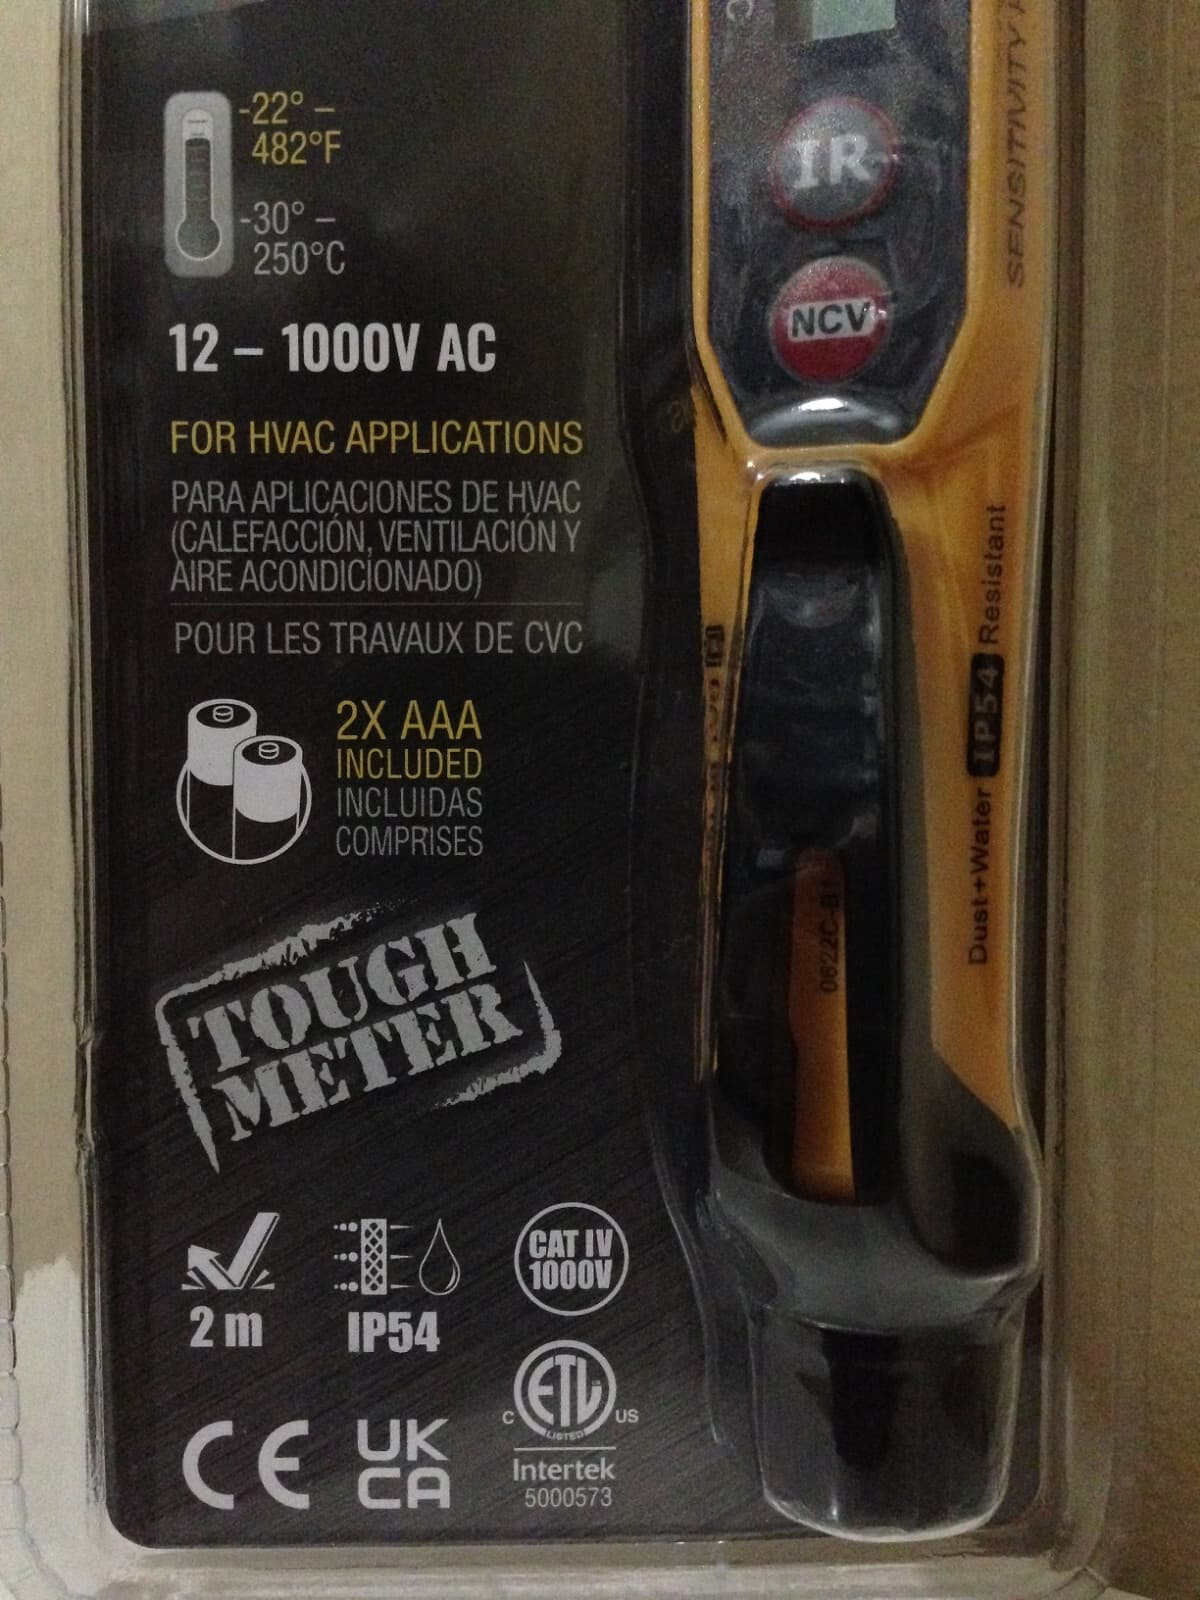 -22° –
482°F
-30° –
250°C
12 – 1000V AC
FOR HVAC APPLICATIONS
PARA APLICACIONES DE HVAC
(CALEFACCIÓN, VENTILACIÓN Y
AIRE ACONDICIONADO)
POUR LES TRAVAUX DE CVC
2X AAA
INCLUDED
INCLUIDAS
COMPRISES
TOUGH
METER
2 m
IP54
CAT IV
1000V
CE
UK
CA
ETL
LISTED
C
US
Intertek
5000573
IR
NCV
SENSITIVITY
Dust+Water IP54 Resistant
0622C-B1